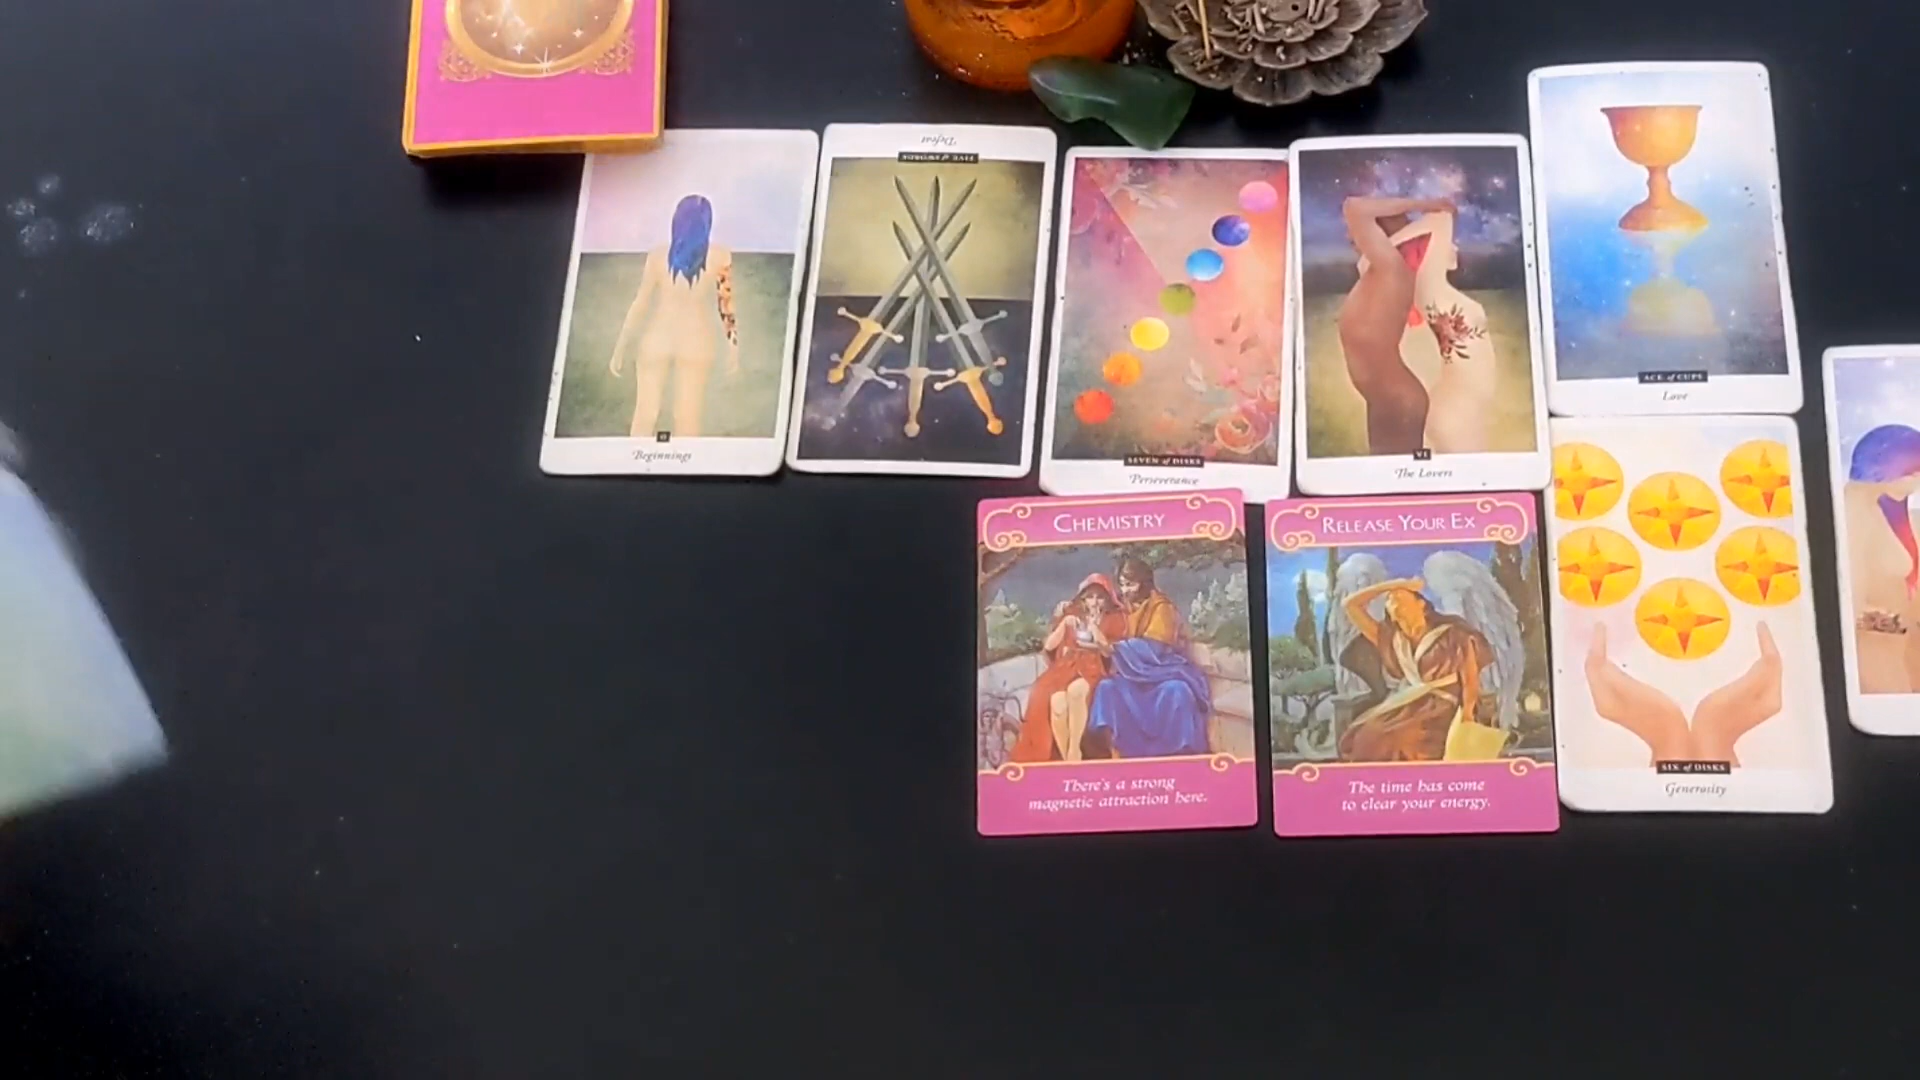 0
Beginnings
Defeat
FIVE of SWORDS
SEVEN of DISKS
Perseverance
VI
The Lovers
ACE of CUPS
Love
CHEMISTRY
There's a strong
magnetic attraction here.
RELEASE YOUR EX
The time has come
to clear your energy.
SIX of DISKS
Generosity